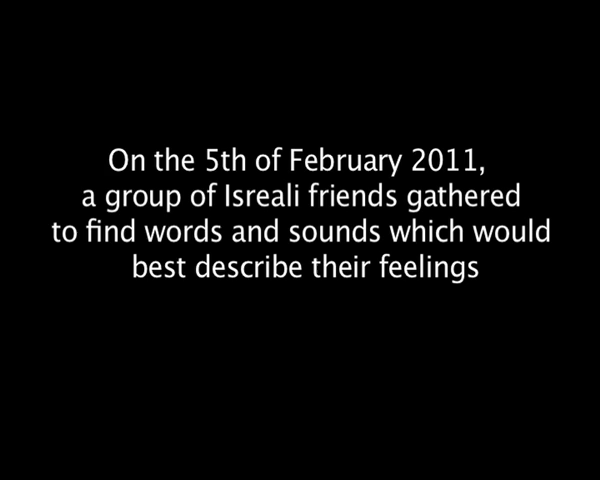 On the 5th of February 2011,
a group of Isreali friends gathered
to find words and sounds which would
best describe their feelings